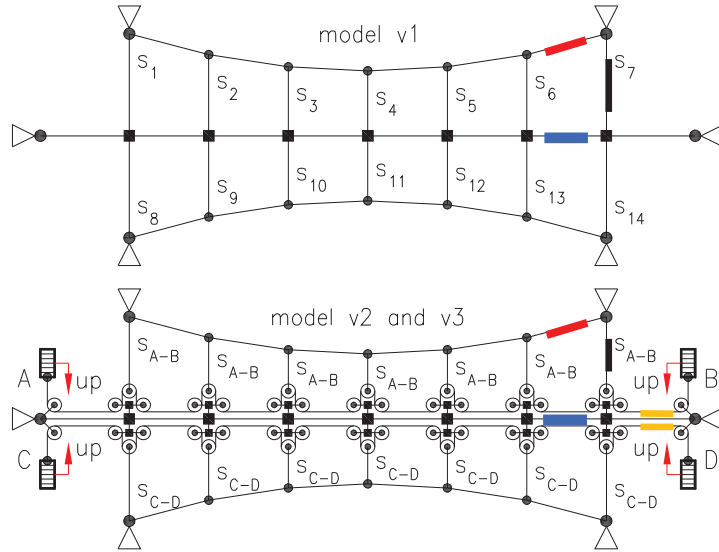 model v1
S1 S2 S3 S4 S5 S6 S7
S8 S9 S10 S11 S12 S13 S14
model v2 and v3
SA-B SA-B SA-B SA-B SA-B SA-B SA-B
A up up B
C up up D
SC-D SC-D SC-D SC-D SC-D SC-D SC-D